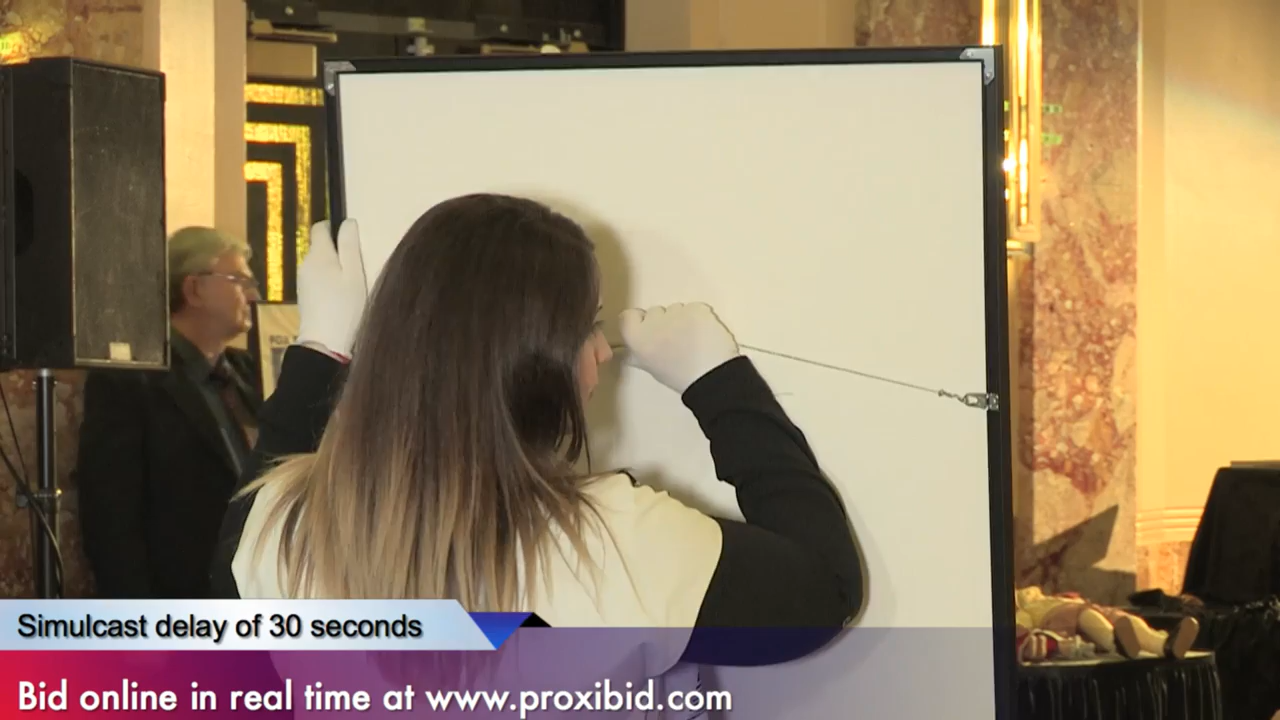 Simulcast delay of 30 seconds
Bid online in real time at www.proxibid.com